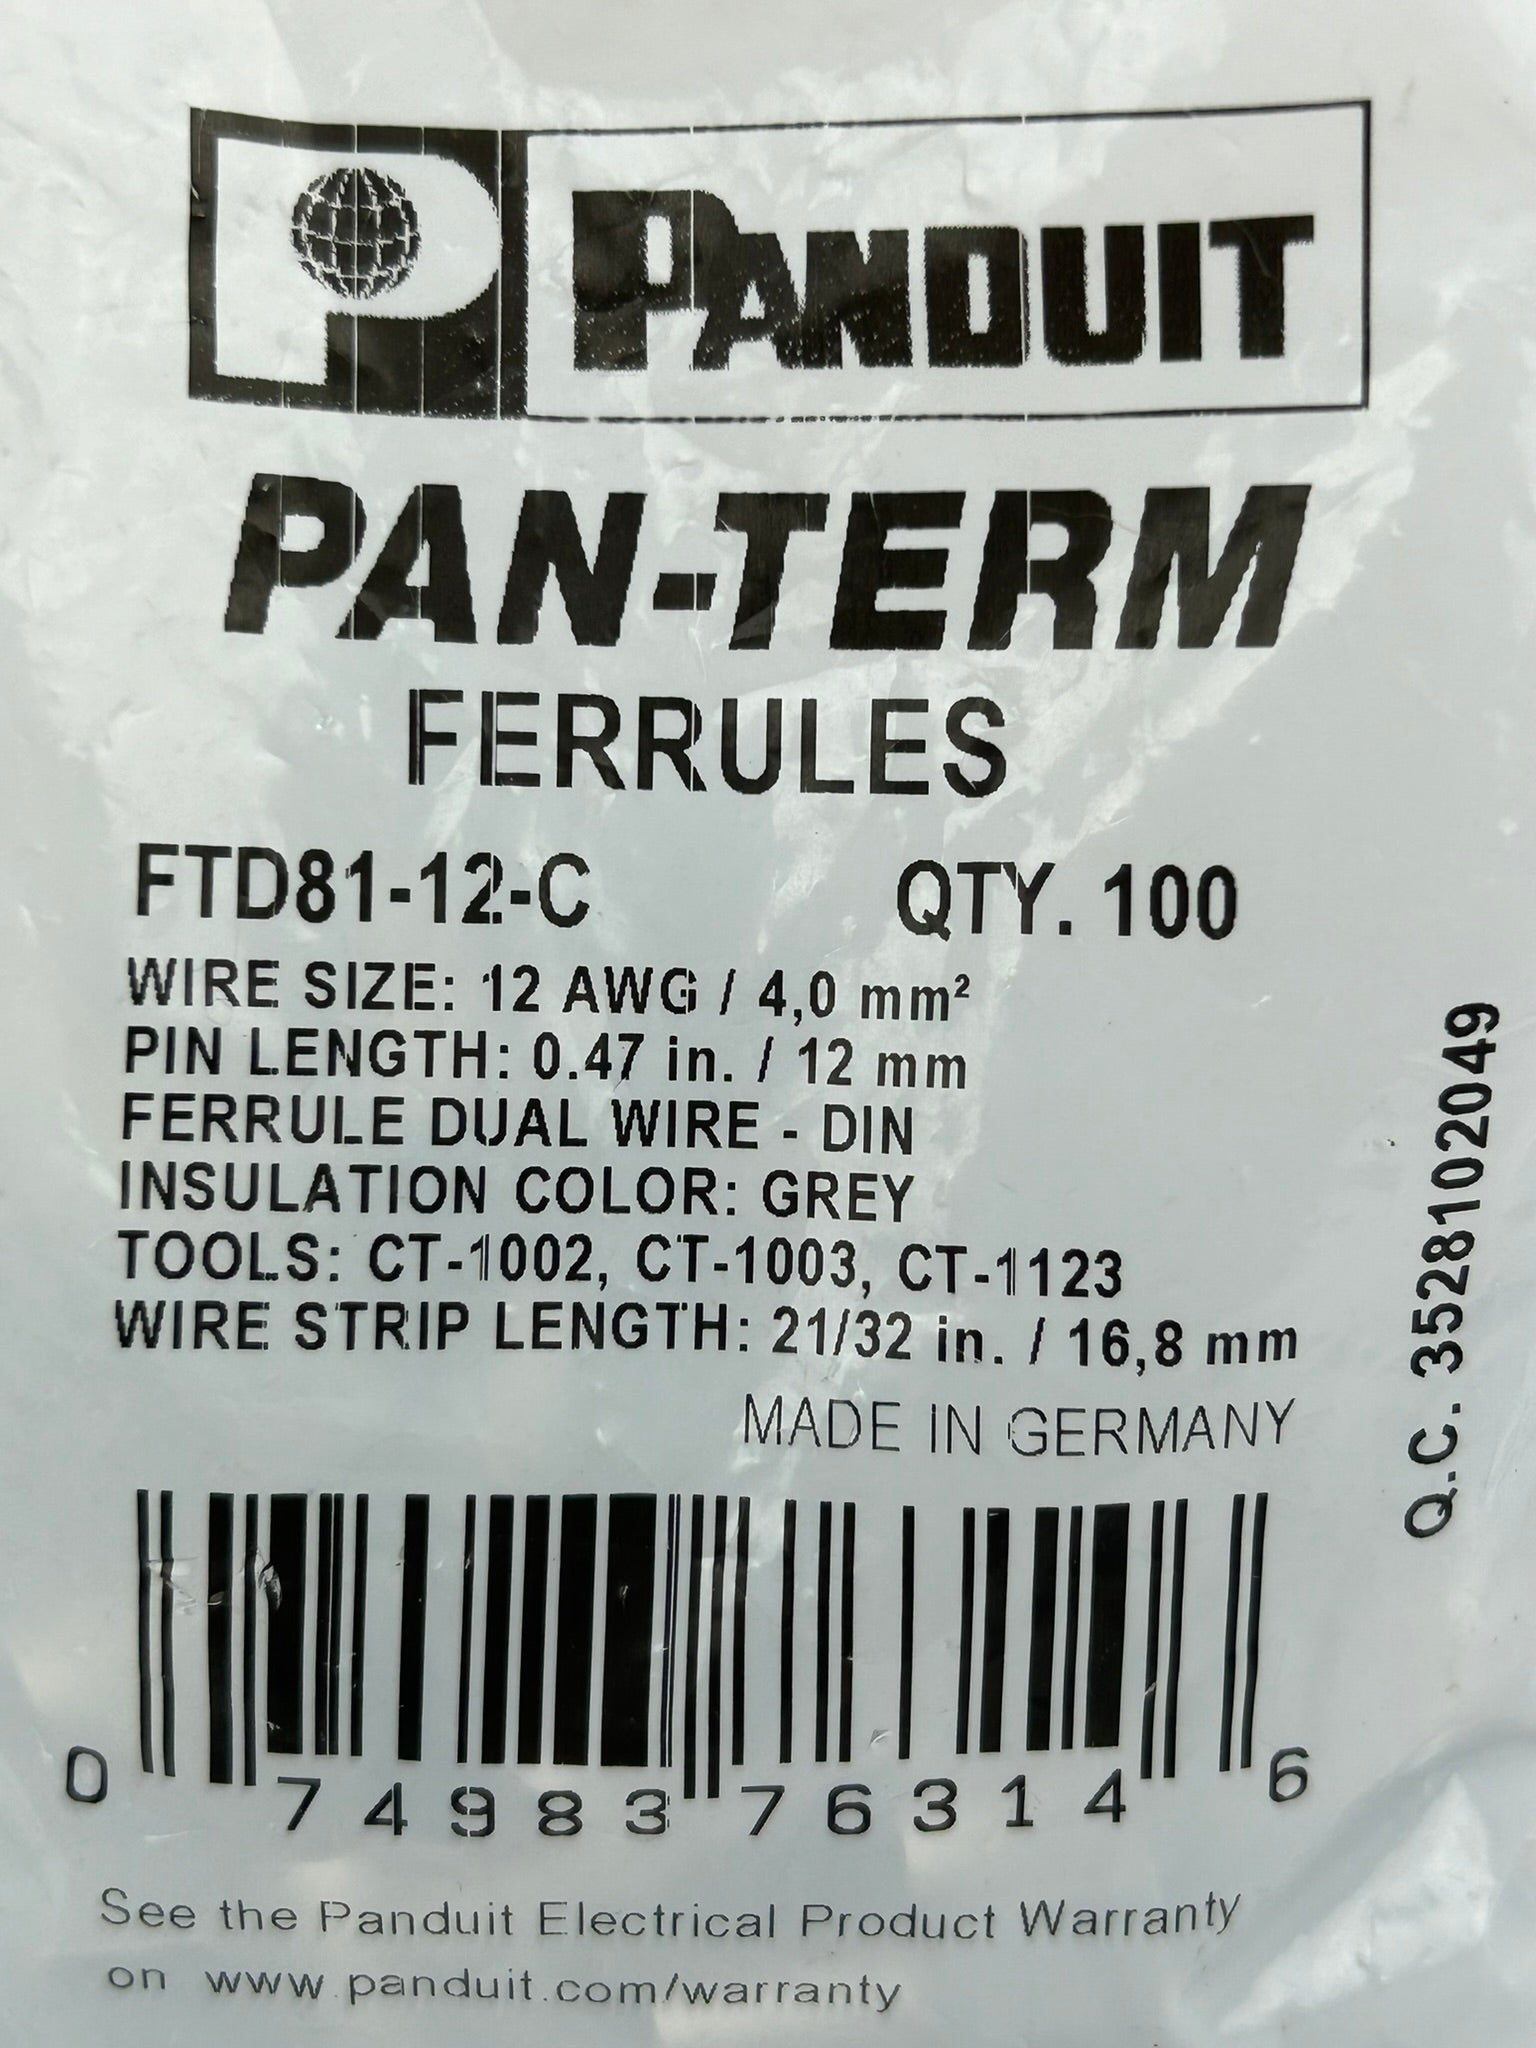 PANDUIT
PAN-TERM
FERRULES
FTD81-12-C QTY. 100
WIRE SIZE: 12 AWG / 4,0 mm²
PIN LENGTH: 0.47 in. / 12 mm
FERRULE DUAL WIRE - DIN
INSULATION COLOR: GREY
TOOLS: CT-1002, CT-1003, CT-1123
WIRE STRIP LENGTH: 21/32 in. / 16,8 mm
MADE IN GERMANY
Q.C. 3528102049
0 74983 76314 6
See the Panduit Electrical Product Warranty
on www.panduit.com/warranty